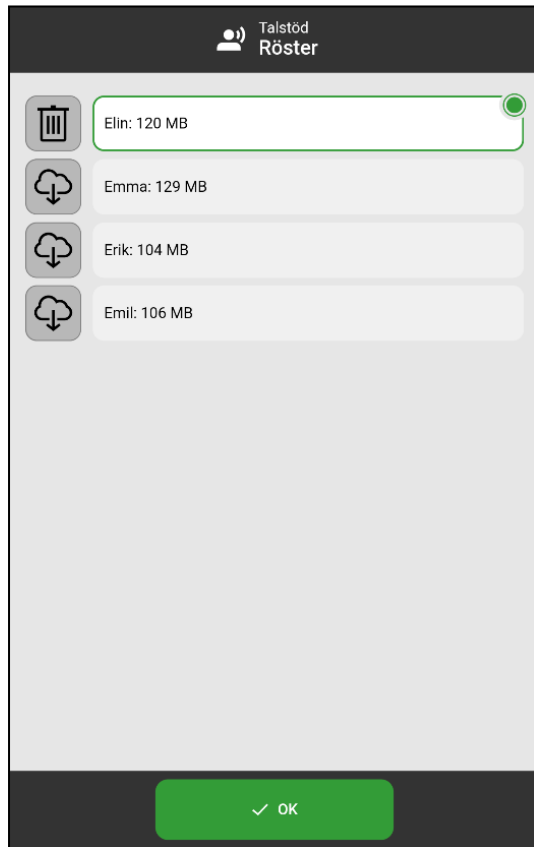 Talstöd
Röster
Elin: 120 MB
Emma: 129 MB
Erik: 104 MB
Emil: 106 MB
OK